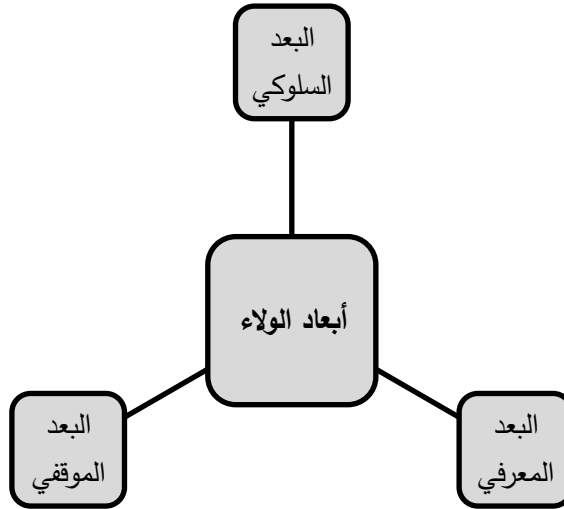 البعد
السلوكي
أبعاد الولاء
البعد
المعرفي
البعد
الموقفي